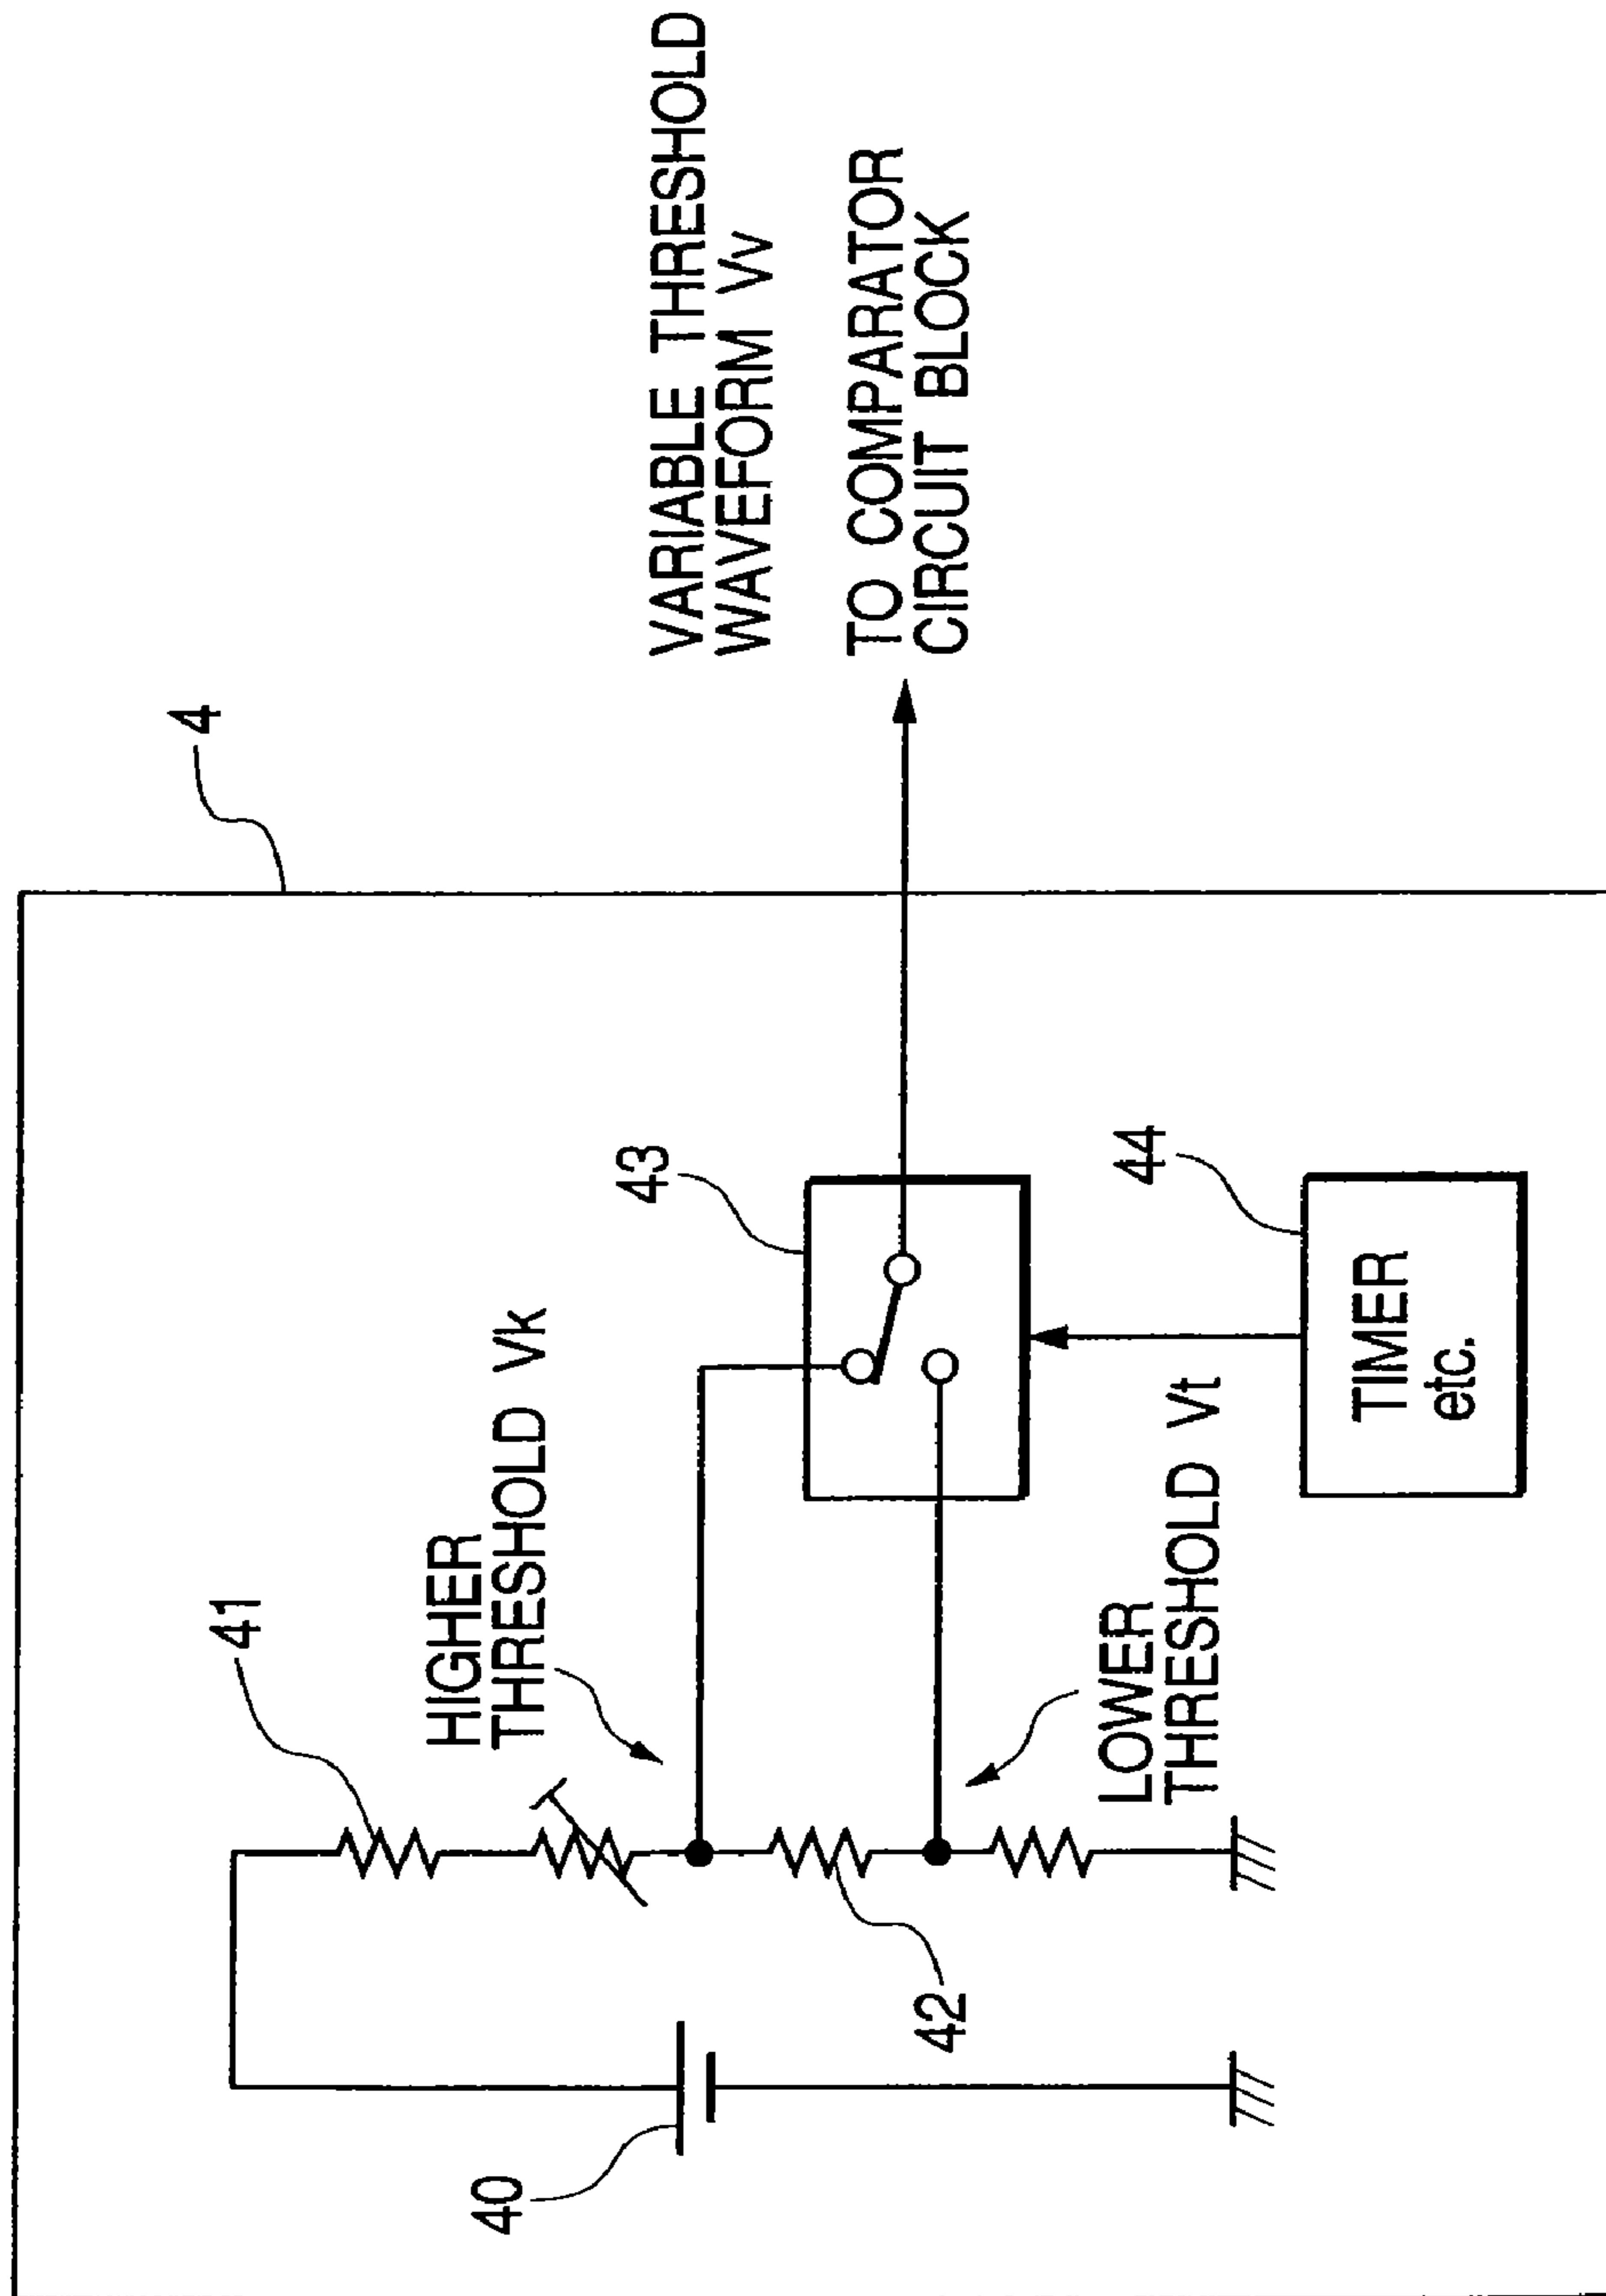 4
VARIABLE THRESHOLD
WAVEFORM Vv
TO COMPARATOR
CIRCUIT BLOCK
41
HIGHER
THRESHOLD Vk
43
40
42
LOWER
THRESHOLD Vt
44
TIMER
etc.